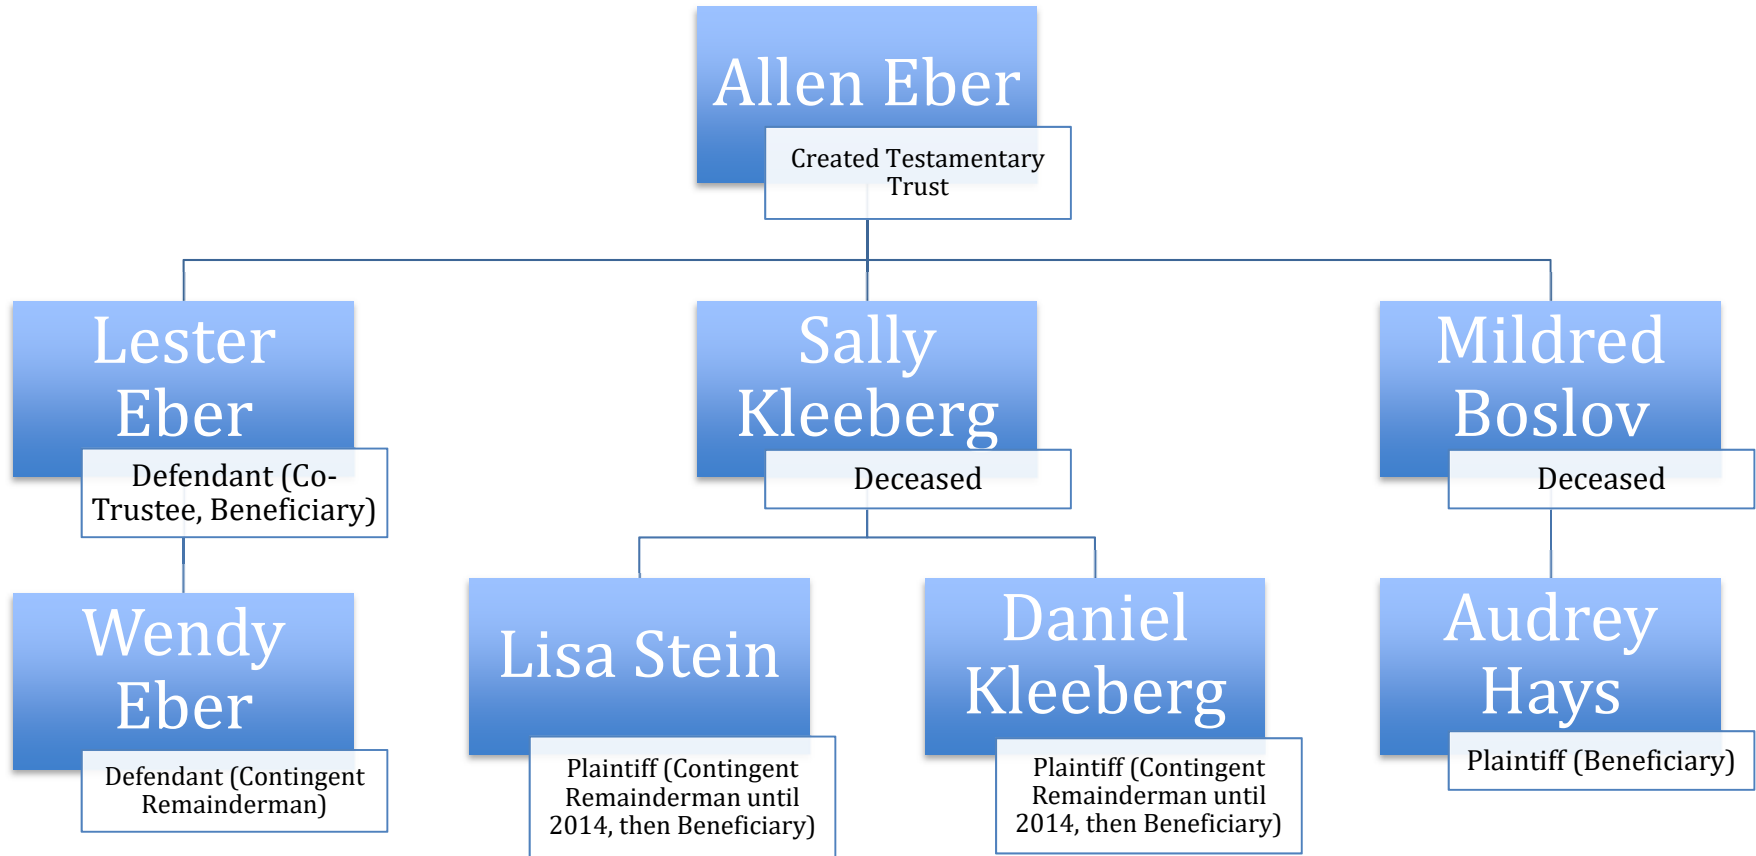 Allen Eber
Created Testamentary
Trust
Lester
Eber
Defendant (Co-
Trustee, Beneficiary)
Sally
Kleeberg
Deceased
Mildred
Boslov
Deceased
Wendy
Eber
Defendant (Contingent
Remainderman)
Lisa Stein
Plaintiff (Contingent
Remainderman until
2014, then Beneficiary)
Daniel
Kleeberg
Plaintiff (Contingent
Remainderman until
2014, then Beneficiary)
Audrey
Hays
Plaintiff (Beneficiary)